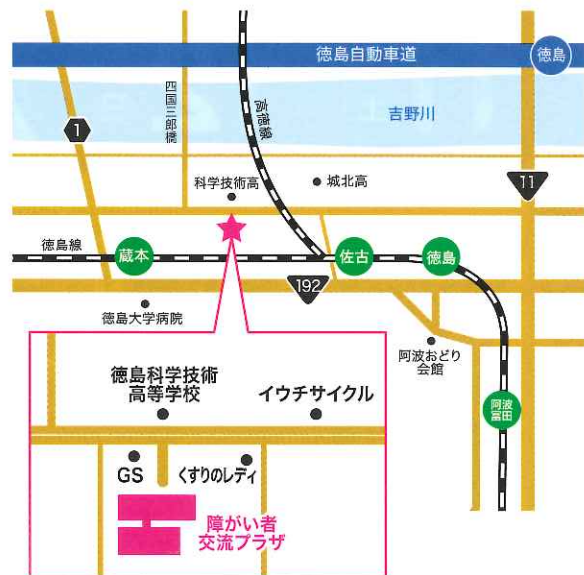 徳島自動車道
徳島
吉野川
四国三郎橋
高徳線
1
11
科学技術高
城北高
徳島線
蔵本
佐古
徳島
192
徳島大学病院
阿波おどり
会館
阿波
富田
徳島科学技術
高等学校
イウチサイクル
GS
くすりのレディ
障がい者
交流プラザ